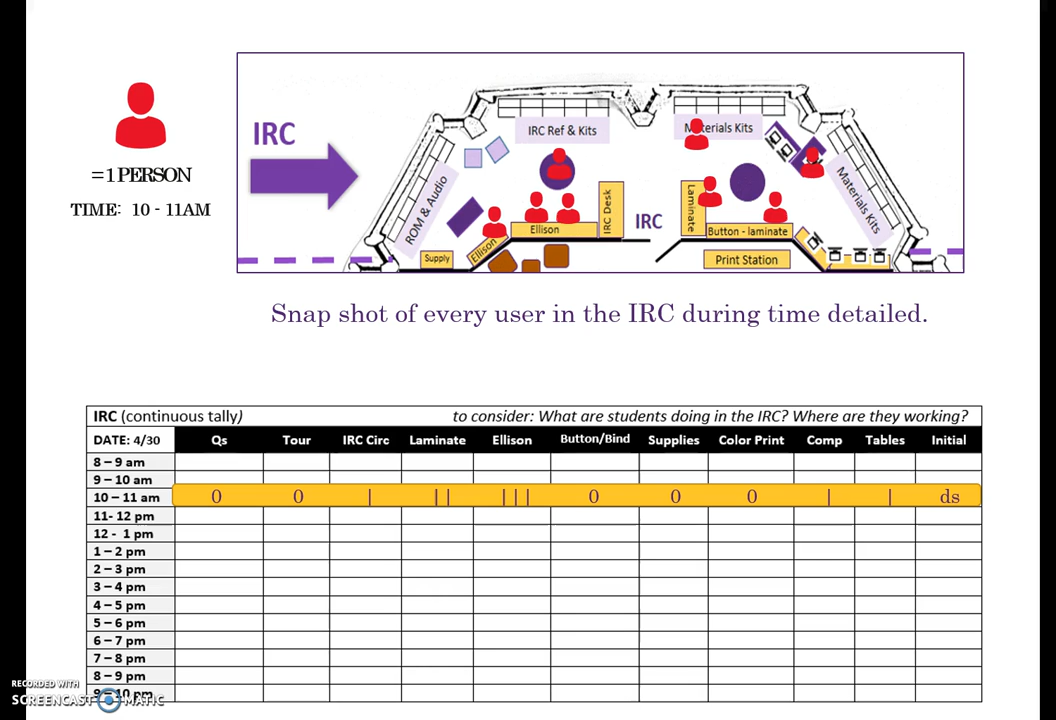 IRC
=1 PERSON
TIME: 10 - 11AM
IRC Ref & Kits
Materials Kits
ROM & Audio
Materials Kits
IRC Desk
Laminate
IRC
Ellison
Ellison
Supply
Button - laminate
Print Station
Snap shot of every user in the IRC during time detailed.
IRC (continuous tally) to consider: What are students doing in the IRC? Where are they working?
DATE: 4/30 Qs Tour IRC Circ Laminate Ellison Button/Bind Supplies Color Print Comp Tables Initial
8 – 9 am
9 – 10 am
10 – 11 am 0 0 | || ||| 0 0 0 | | ds
11- 12 pm
12 - 1 pm
1 – 2 pm
2 – 3 pm
3 – 4 pm
4 – 5 pm
5 – 6 pm
6 – 7 pm
7 – 8 pm
8 – 9 pm
9 – 10 pm
RECORDED WITH
SCREENCAST MATIC